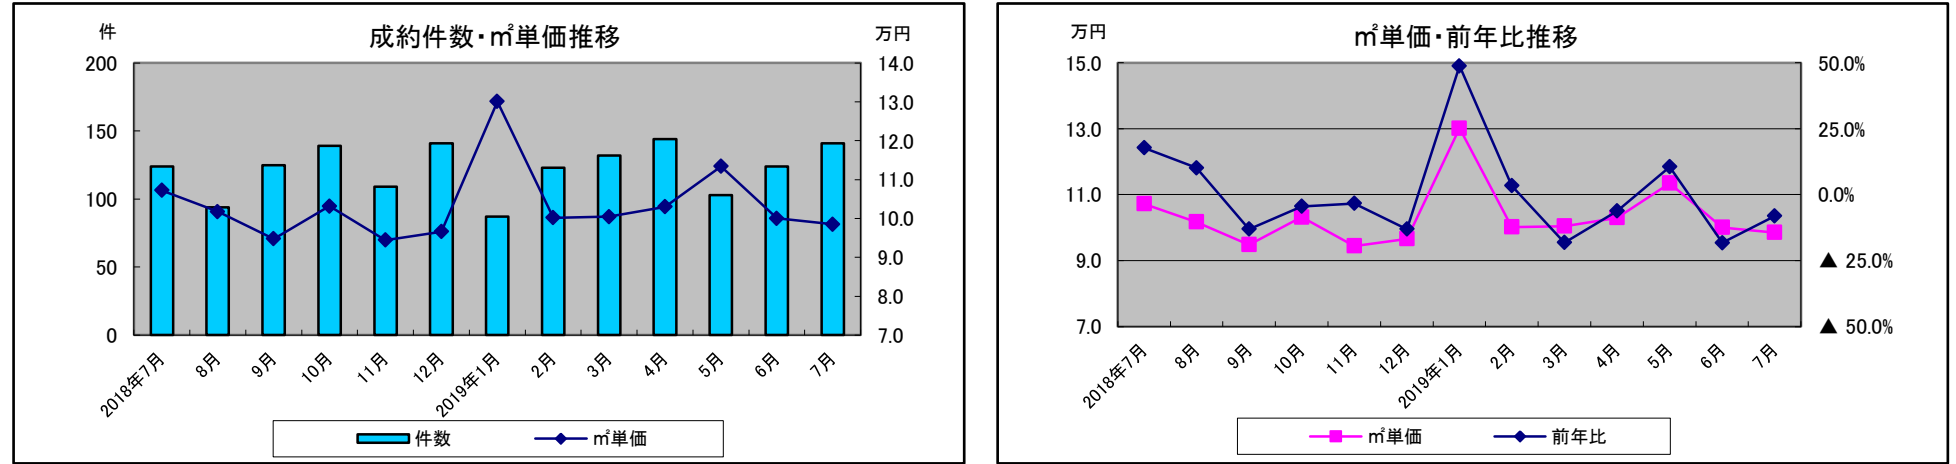 成約件数・㎡単価推移
件
万円
200
150
100
50
0
14.0
13.0
12.0
11.0
10.0
9.0
8.0
7.0
2018年7月
8月
9月
10月
11月
12月
2019年1月
2月
3月
4月
5月
6月
7月
件数
㎡単価
㎡単価・前年比推移
万円
15.0
13.0
11.0
9.0
7.0
50.0%
25.0%
0.0%
▲ 25.0%
▲ 50.0%
2018年7月
8月
9月
10月
11月
12月
2019年1月
2月
3月
4月
5月
6月
7月
㎡単価
前年比